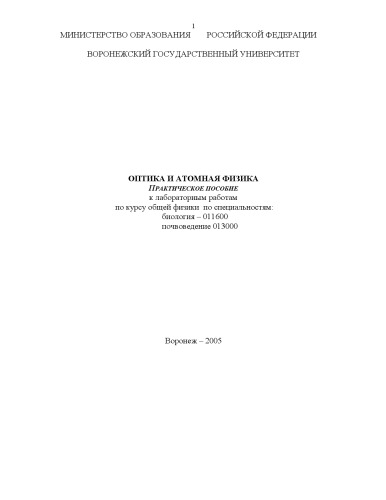 1
МИНИСТЕРСТВО ОБРАЗОВАНИЯ РОССИЙСКОЙ ФЕДЕРАЦИИ
ВОРОНЕЖСКИЙ ГОСУДАРСТВЕННЫЙ УНИВЕРСИТЕТ
ОПТИКА И АТОМНАЯ ФИЗИКА
ПРАКТИЧЕСКОЕ ПОСОБИЕ
к лабораторным работам
по курсу общей физики по специальностям:
биология – 011600
почвоведение 013000
Воронеж – 2005